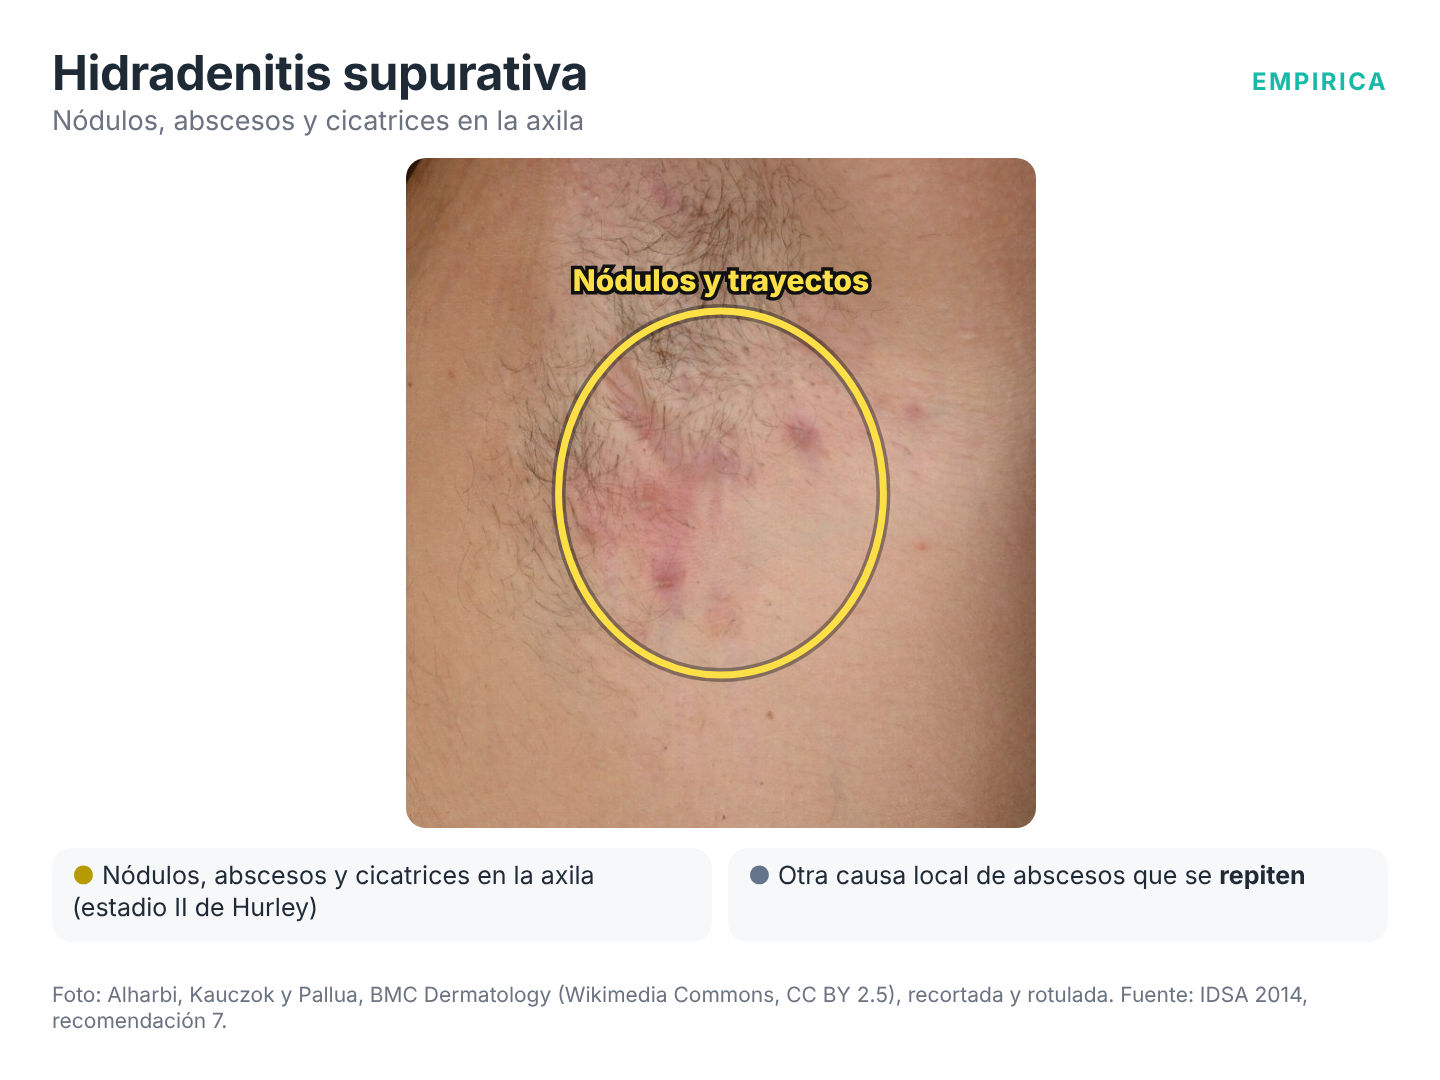 Hidradenitis supurativa
EMPIRICA
Nódulos, abscesos y cicatrices en la axila
Nódulos y trayectos
Nódulos, abscesos y cicatrices en la axila
(estadio II de Hurley)
Otra causa local de abscesos que se repiten
Foto: Alharbi, Kauczok y Pallua, BMC Dermatology (Wikimedia Commons, CC BY 2.5), recortada y rotulada. Fuente: IDSA 2014,
recomendación 7.